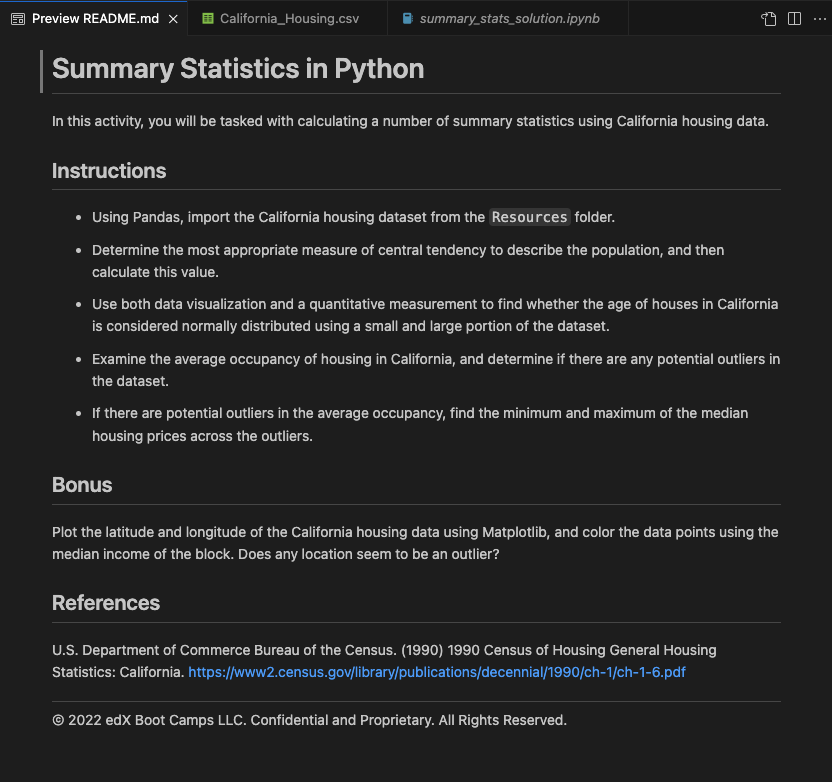 Preview README.md
California_Housing.csv
summary_stats_solution.ipynb
Summary Statistics in Python
In this activity, you will be tasked with calculating a number of summary statistics using California housing data.
Instructions
• Using Pandas, import the California housing dataset from the Resources folder.
• Determine the most appropriate measure of central tendency to describe the population, and then
calculate this value.
• Use both data visualization and a quantitative measurement to find whether the age of houses in California
is considered normally distributed using a small and large portion of the dataset.
• Examine the average occupancy of housing in California, and determine if there are any potential outliers in
the dataset.
• If there are potential outliers in the average occupancy, find the minimum and maximum of the median
housing prices across the outliers.
Bonus
Plot the latitude and longitude of the California housing data using Matplotlib, and color the data points using the
median income of the block. Does any location seem to be an outlier?
References
U.S. Department of Commerce Bureau of the Census. (1990) 1990 Census of Housing General Housing
Statistics: California. https://www2.census.gov/library/publications/decennial/1990/ch-1/ch-1-6.pdf
© 2022 edX Boot Camps LLC. Confidential and Proprietary. All Rights Reserved.